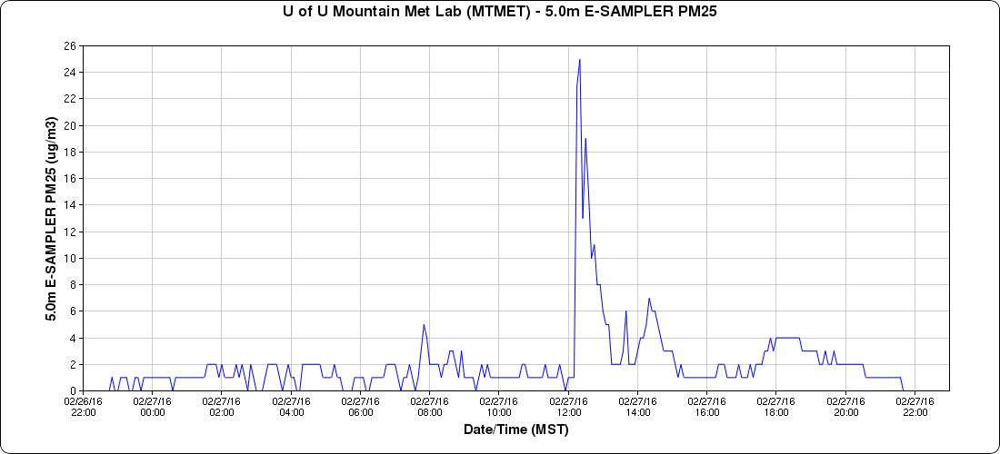 U of U Mountain Met Lab (MTMET) - 5.0m E-SAMPLER PM25
5.0m E-SAMPLER PM25 (ug/m3)
26
24
22
20
18
16
14
12
10
8
6
4
2
0
02/26/16 02/27/16 02/27/16 02/27/16 02/27/16 02/27/16 02/27/16 02/27/16 02/27/16 02/27/16 02/27/16 02/27/16 02/27/16
22:00 00:00 02:00 04:00 06:00 08:00 10:00 12:00 14:00 16:00 18:00 20:00 22:00
Date/Time (MST)